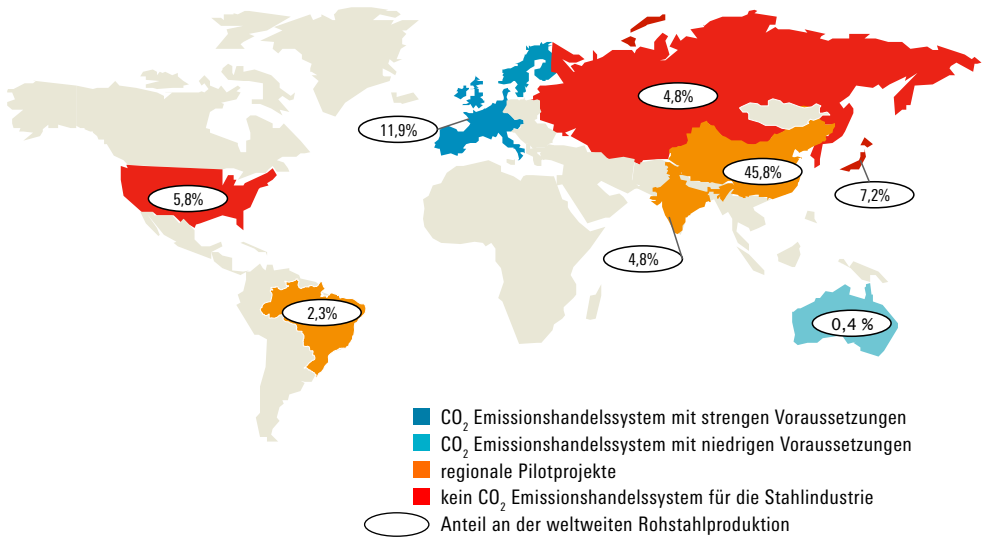 4,8%
11,9%
45,8%
5,8%
7,2%
4,8%
2,3%
0,4 %
CO₂ Emissionshandelssystem mit strengen Voraussetzungen
CO₂ Emissionshandelssystem mit niedrigen Voraussetzungen
regionale Pilotprojekte
kein CO₂ Emissionshandelssystem für die Stahlindustrie
Anteil an der weltweiten Rohstahlproduktion